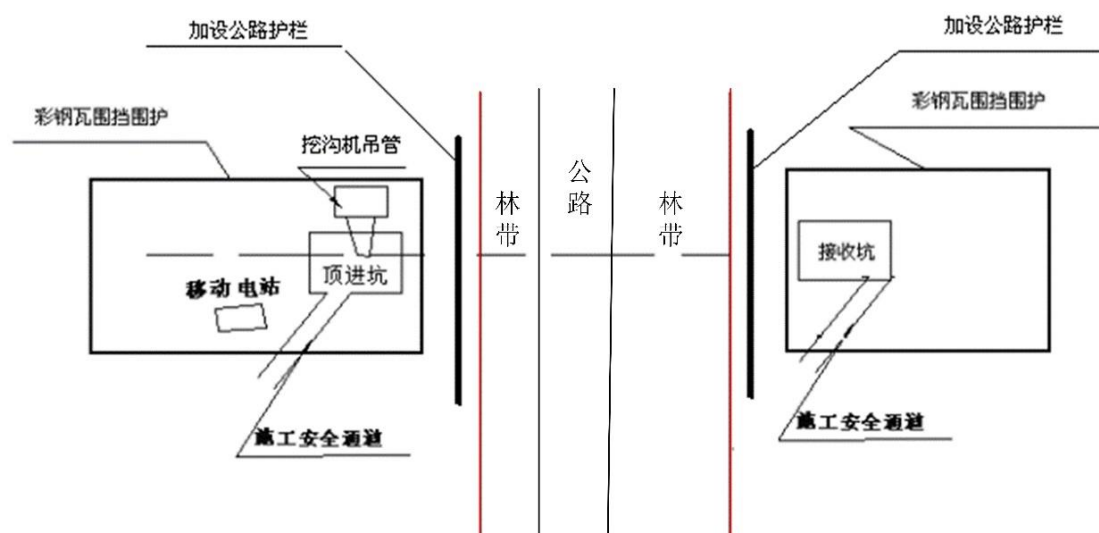 加设公路护栏
加设公路护栏
彩钢瓦围挡围护
彩钢瓦围挡围护
挖沟机吊管
林带
公路
林带
顶进坑
接收坑
移动电站
施工安全通道
施工安全通道